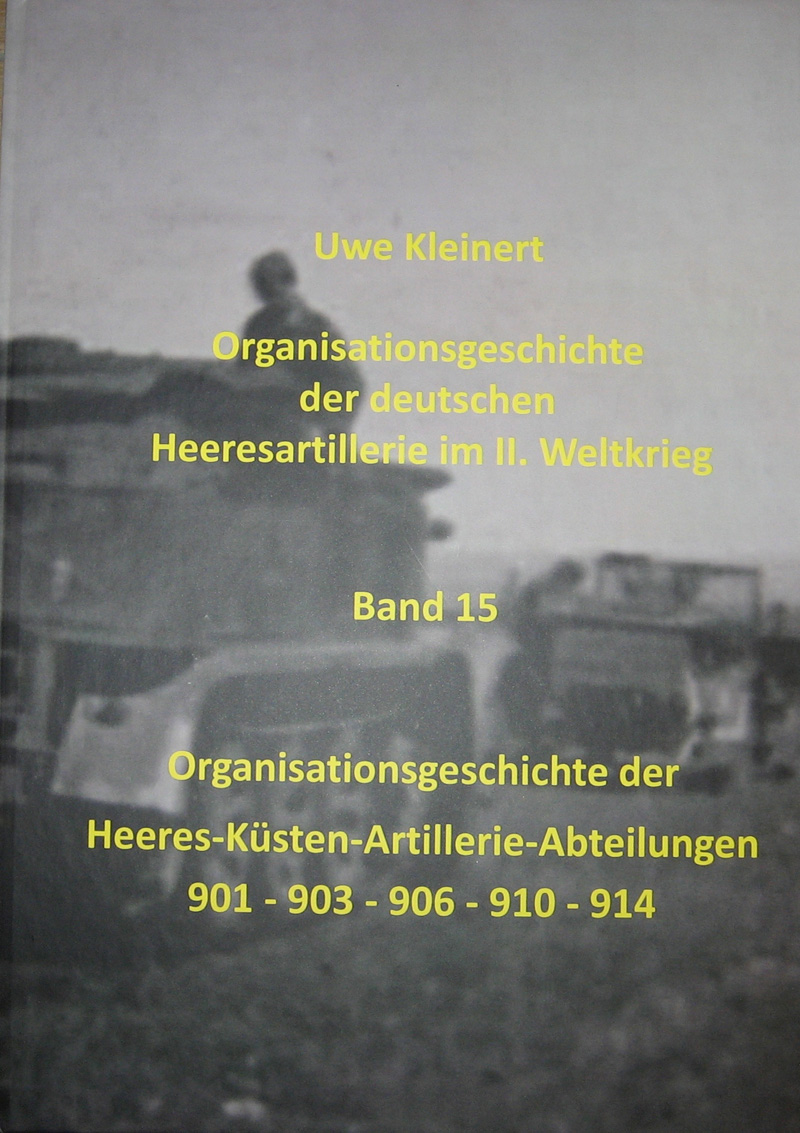 Uwe Kleinert
Organisationsgeschichte
der deutschen
Heeresartillerie im II. Weltkrieg
Band 15
Organisationsgeschichte der
Heeres-Küsten-Artillerie-Abteilungen
901 - 903 - 906 - 910 - 914